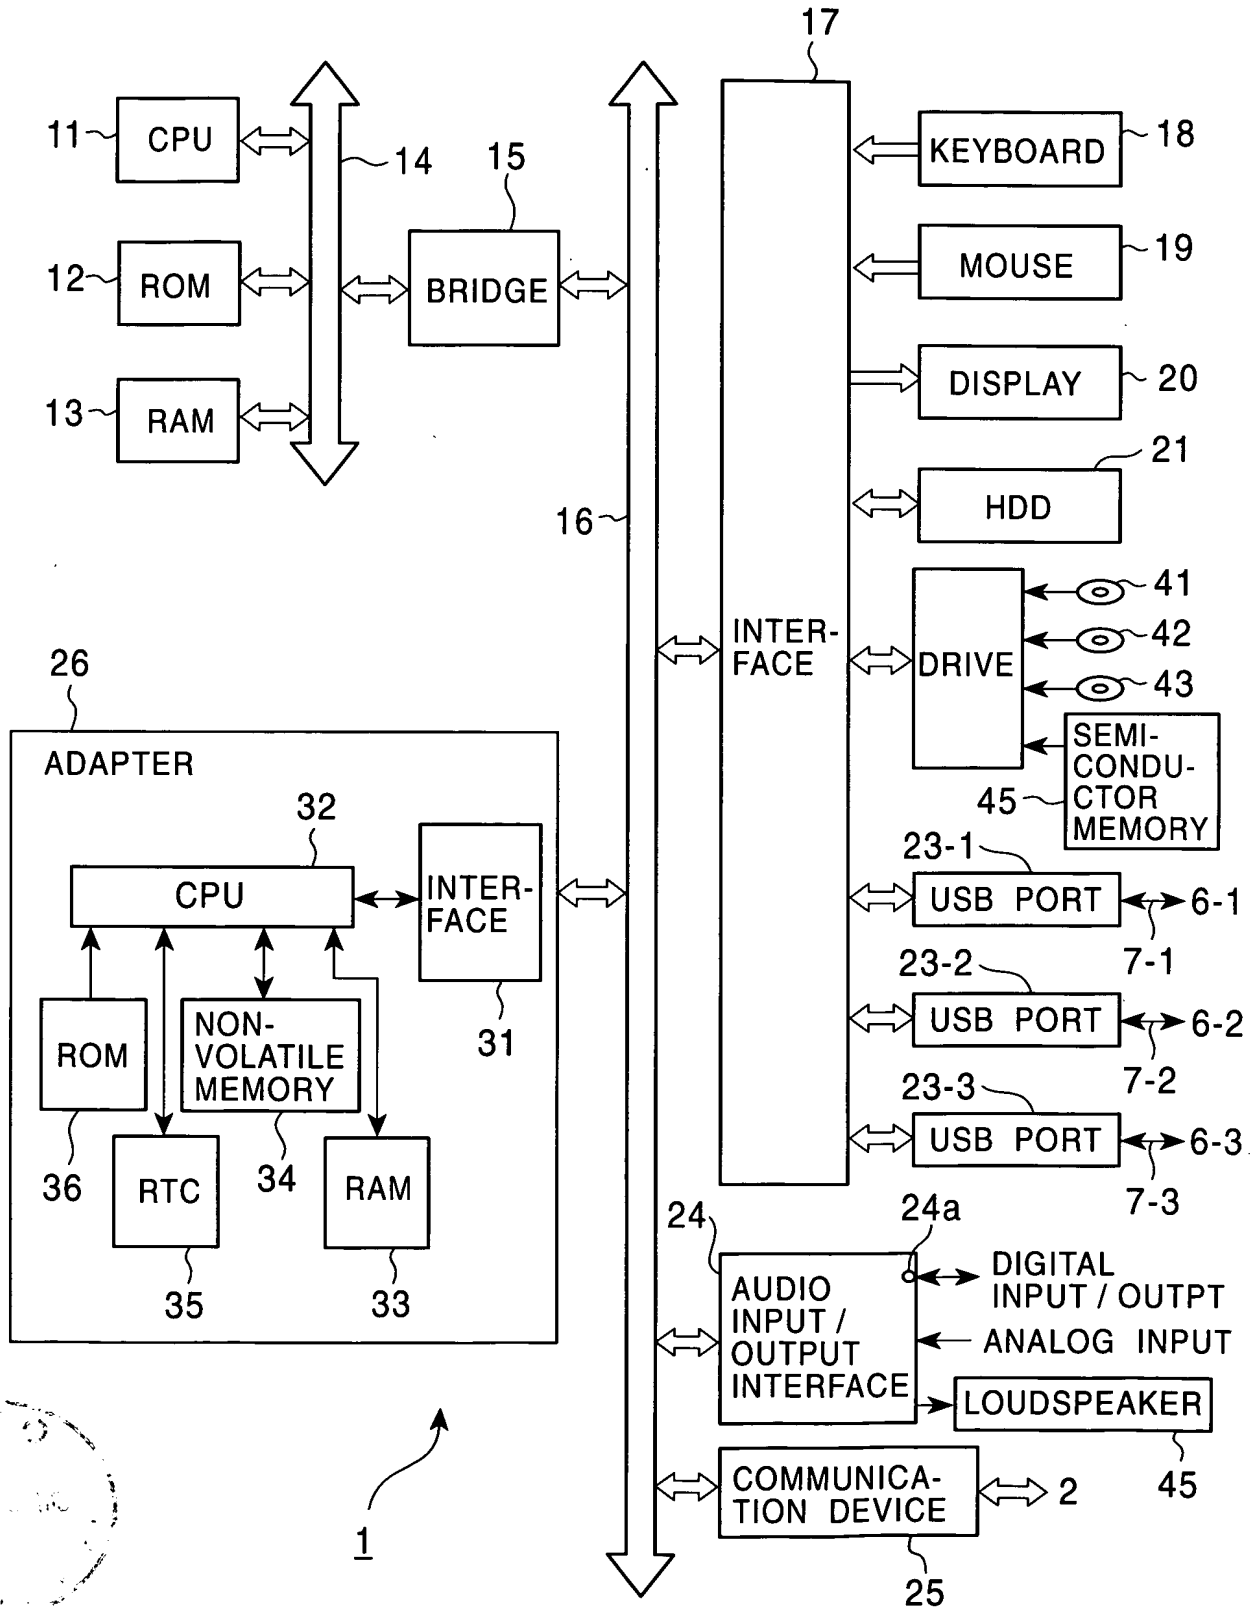 17
11
CPU
14
15
KEYBOARD
18
12
ROM
BRIDGE
MOUSE
19
13
RAM
DISPLAY
20
21
16
HDD
INTER-
FACE
DRIVE
41
42
43
SEMI-
CONDU-
CTOR
MEMORY
45
26
ADAPTER
32
CPU
INTER-
FACE
31
ROM
36
NON-
VOLATILE
MEMORY
34
RTC
35
RAM
33
23-1
USB PORT
6-1
7-1
23-2
USB PORT
6-2
7-2
23-3
USB PORT
6-3
7-3
24
24a
AUDIO
INPUT /
OUTPUT
INTERFACE
DIGITAL
INPUT / OUTPT
ANALOG INPUT
LOUDSPEAKER
45
COMMUNICA-
TION DEVICE
2
25
1